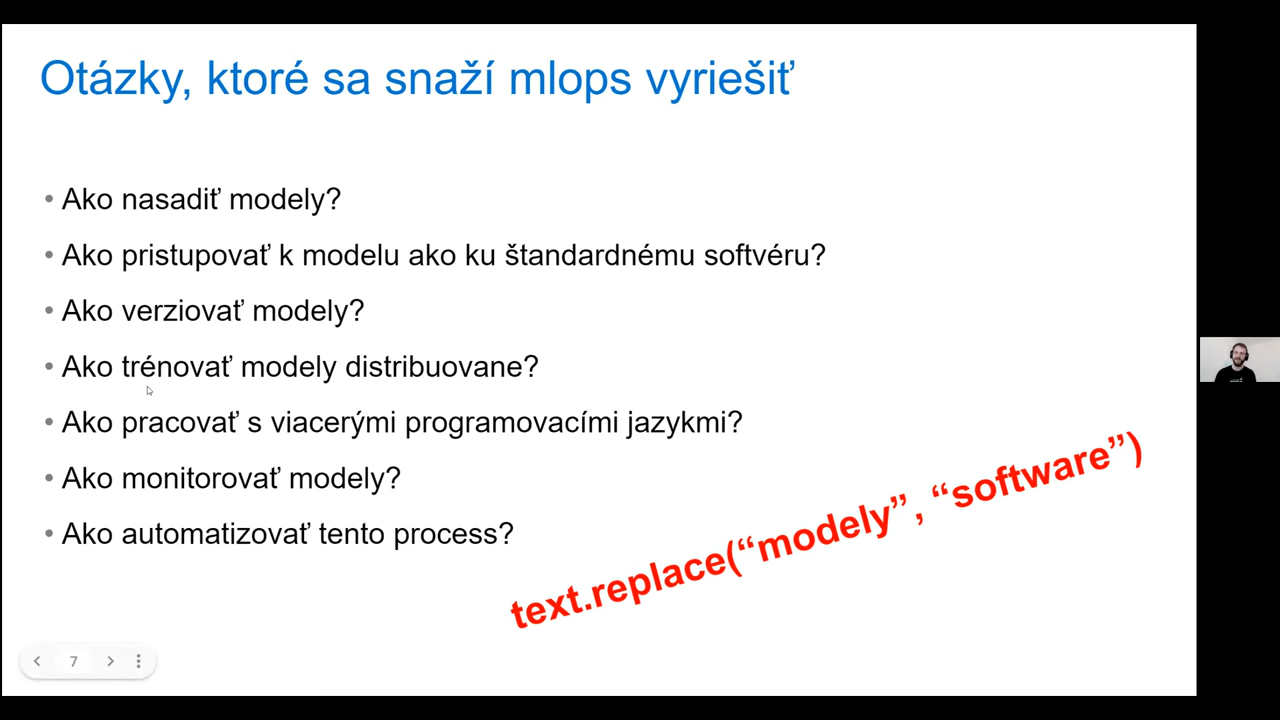 Otázky, ktoré sa snaží mlops vyriešiť
• Ako nasadiť modely?
• Ako pristupovať k modelu ako ku štandardnému softvéru?
• Ako verziovať modely?
• Ako trénovať modely distribuovane?
• Ako pracovať s viacerými programovacími jazykmi?
• Ako monitorovať modely?
• Ako automatizovať tento process?
text.replace(“modely”, “software”)
7